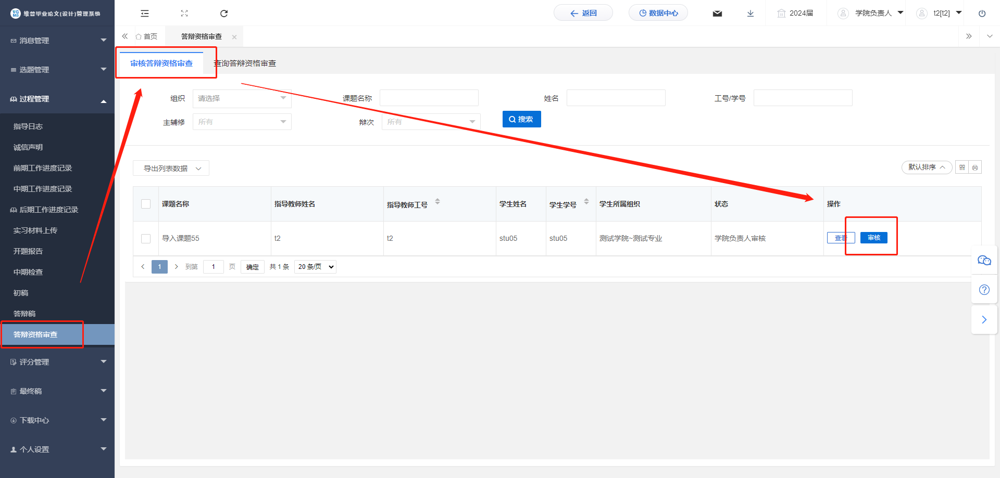 维普毕业论文(设计)管理系统
返回
数据中心
2024届
学院负责人
t2[t2]
消息管理
选题管理
过程管理
指导日志
诚信声明
前期工作进度记录
中期工作进度记录
后期工作进度记录
实习材料上传
开题报告
中期检查
初稿
答辩稿
答辩资格审查
评分管理
最终稿
下载中心
个人设置
首页
答辩资格审查
审核答辩资格审查
查询答辩资格审查
组织 请选择
课题名称
姓名
工号/学号
主辅修 所有
辩次 所有
搜索
导出列表数据
默认排序
课题名称 指导教师姓名 指导教师工号 学生姓名 学生学号 学生所属组织 状态 操作
导入课题55 t2 t2 stu05 stu05 测试学院~测试专业 学院负责人审核 查看 审核
1 到第 1 页 确定 共 1 条 20 条/页